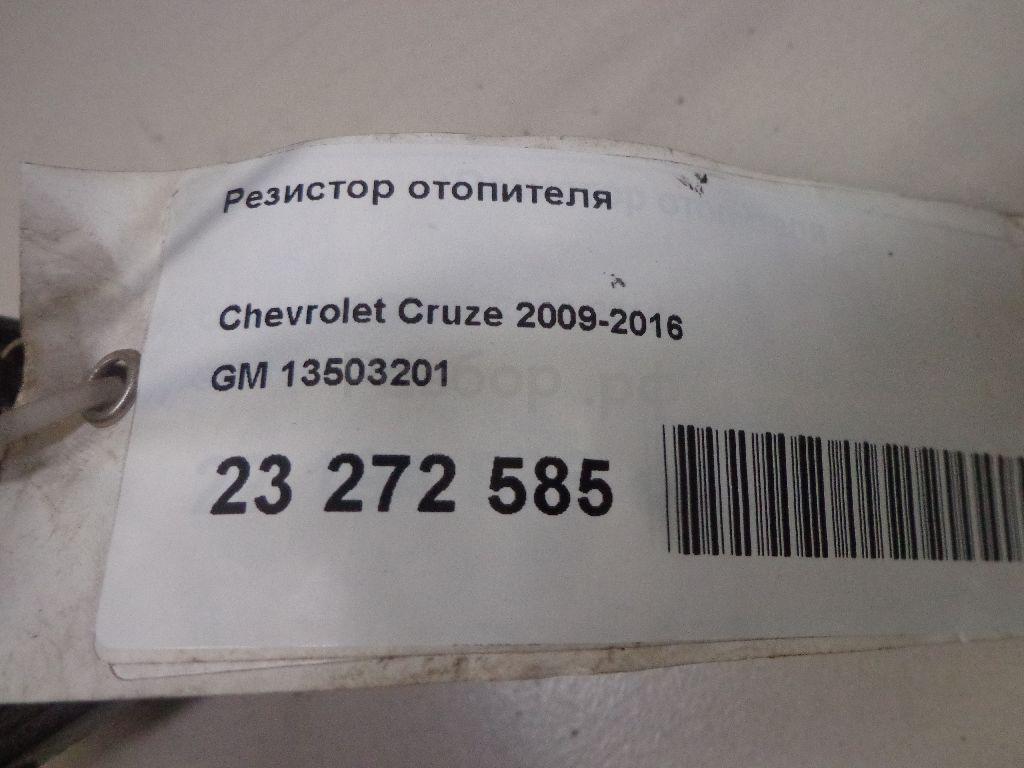 Резистор отопителя
Chevrolet Cruze 2009-2016
GM 13503201
23 272 585